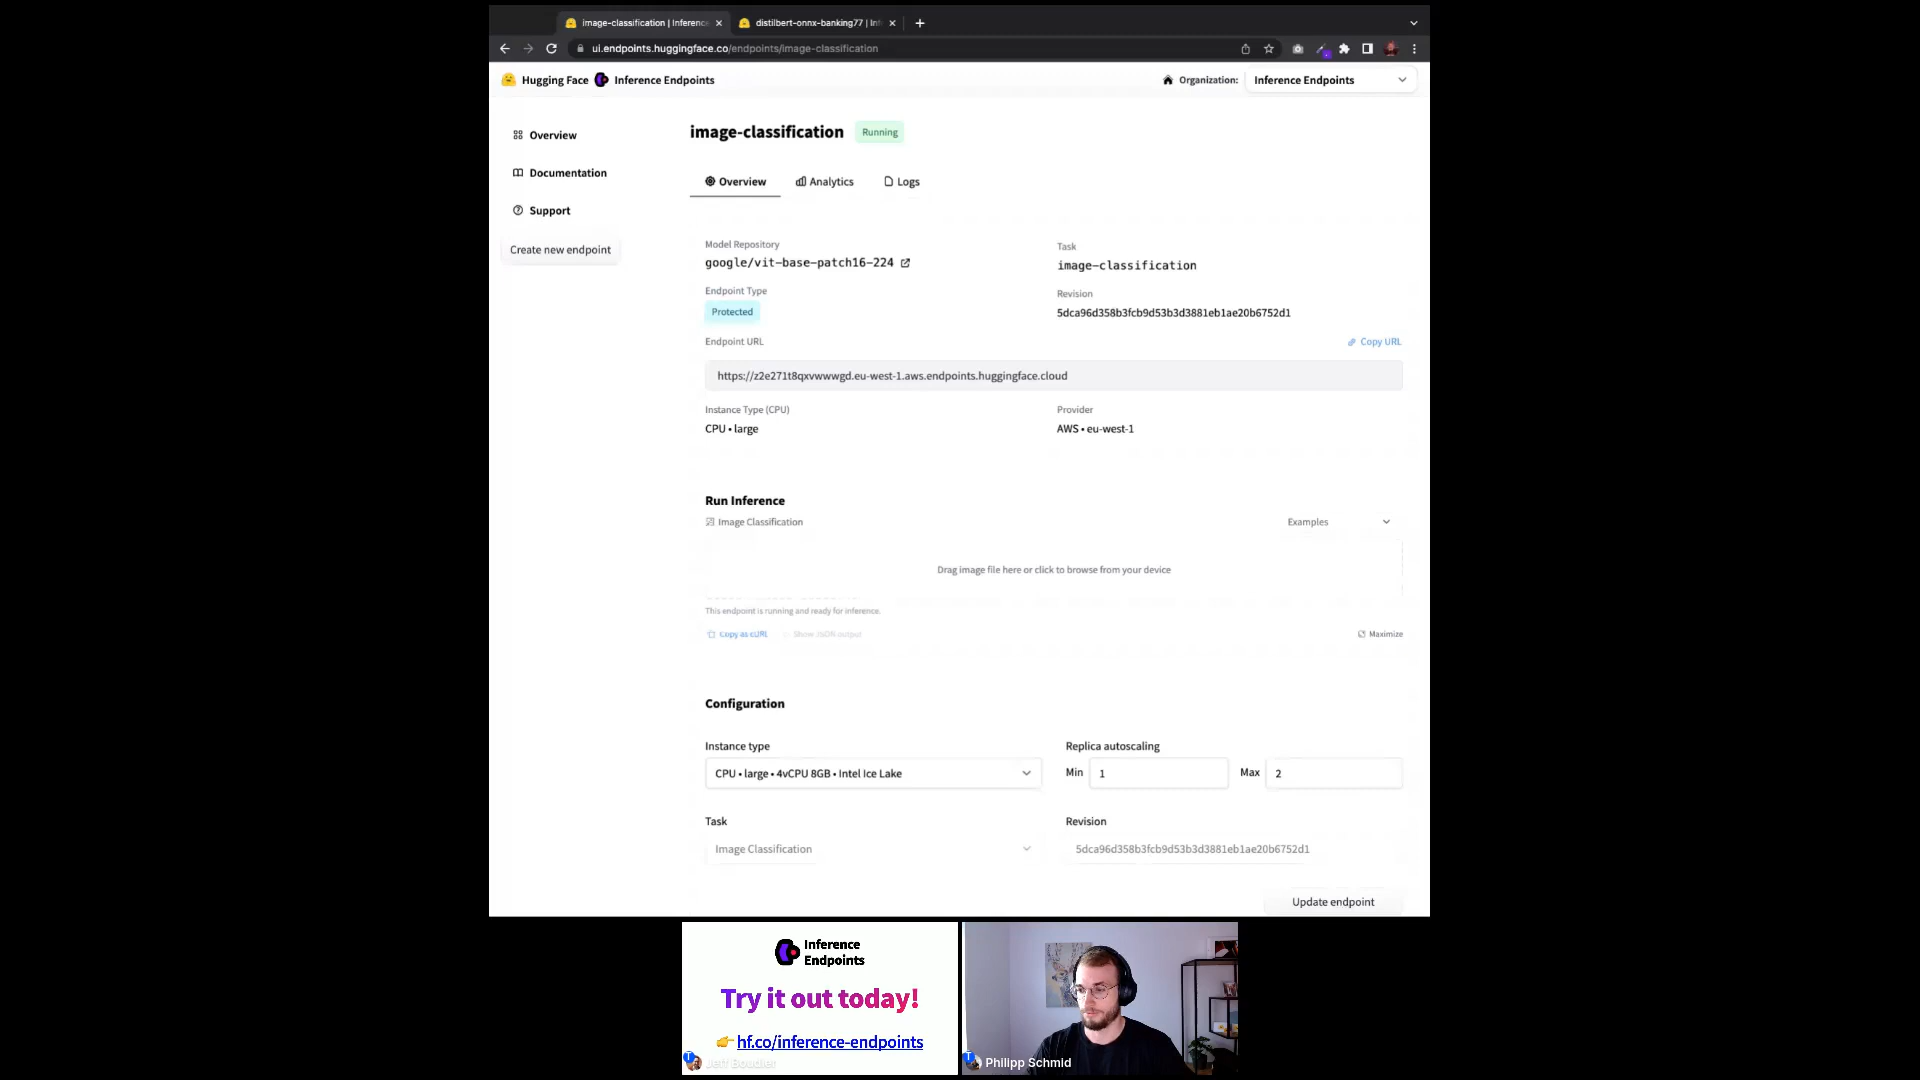 image-classification | Inference
distilbert-onnx-banking77 | In
ui.endpoints.huggingface.co/endpoints/image-classification
Hugging Face Inference Endpoints
Organization: Inference Endpoints
Overview
Documentation
Support
Create new endpoint
image-classification Running
Overview Analytics Logs
Model Repository
google/vit-base-patch16-224
Task
image-classification
Endpoint Type
Protected
Revision
5dca96d358b3fcb9d53b3d3881eb1ae20b6752d1
Endpoint URL
Copy URL
https://z2e271t8qxvwwwgd.eu-west-1.aws.endpoints.huggingface.cloud
Instance Type (CPU)
CPU • large
Provider
AWS • eu-west-1
Run Inference
Image Classification
Examples
Drag image file here or click to browse from your device
This endpoint is running and ready for inference.
Copy as cURL
Show JSON output
Maximize
Configuration
Instance type
CPU • large • 4vCPU 8GB • Intel Ice Lake
Replica autoscaling
Min 1 Max 2
Task
Image Classification
Revision
5dca96d358b3fcb9d53b3d3881eb1ae20b6752d1
Update endpoint
Inference
Endpoints
Try it out today!
👉 hf.co/inference-endpoints
Jeff Boudier
Philipp Schmid